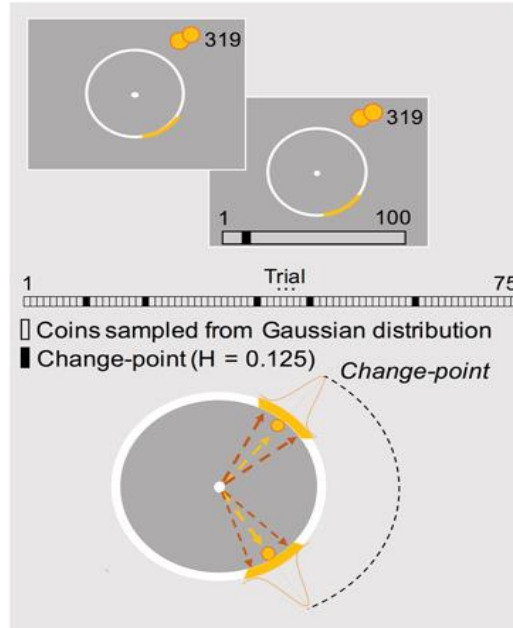 319
319
1 100
Trial
...
1 75
Coins sampled from Gaussian distribution
Change-point (H = 0.125)
Change-point